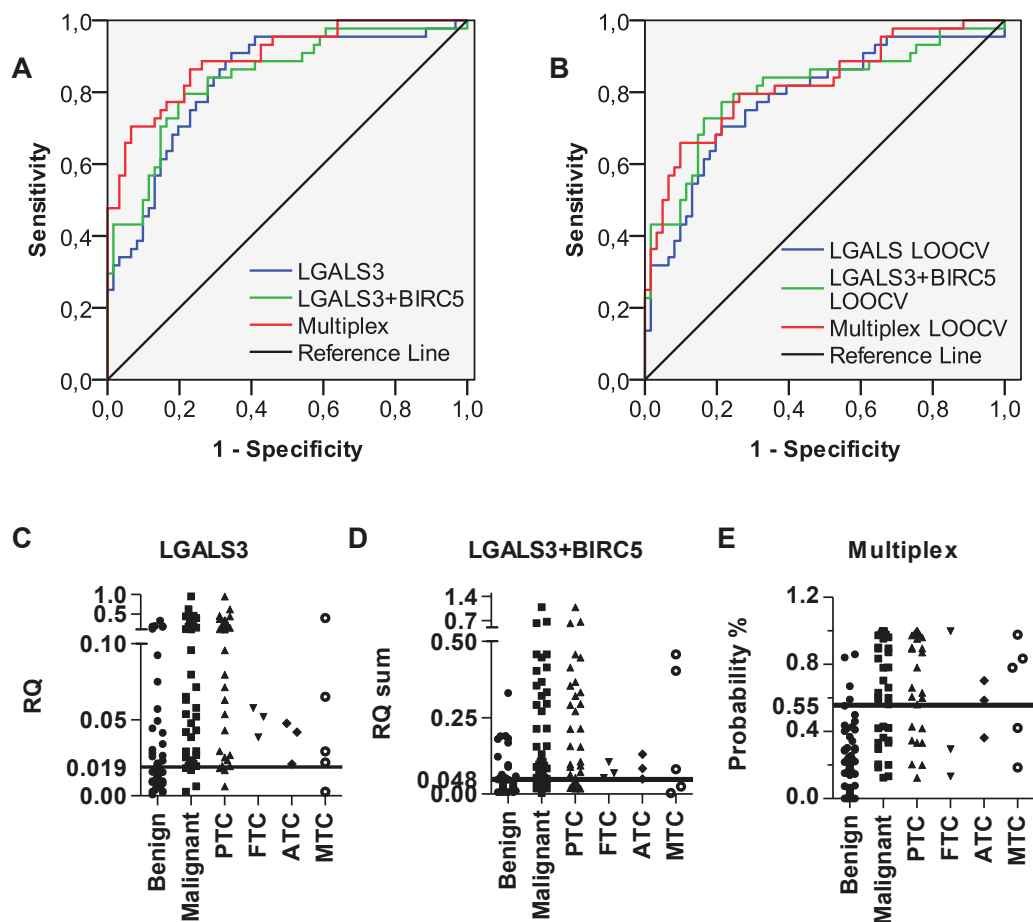 A
Sensitivity
1,0
0,8
0,6
0,4
0,2
0,0
LGALS3
LGALS3+BIRC5
Multiplex
Reference Line
0,0 0,2 0,4 0,6 0,8 1,0
1 - Specificity
B
Sensitivity
1,0
0,8
0,6
0,4
0,2
0,0
LGALS LOOCV
LGALS3+BIRC5
LOOCV
Multiplex LOOCV
Reference Line
0,0 0,2 0,4 0,6 0,8 1,0
1 - Specificity
C
LGALS3
RQ
1.0
0.5
0.10
0.05
0.019
0.00
Benign
Malignant
PTC
FTC
ATC
MTC
D
LGALS3+BIRC5
RQ sum
1.4
0.7
0.50
0.25
0.048
0.00
Benign
Malignant
PTC
FTC
ATC
MTC
E
Multiplex
Probability %
1.2
0.8
0.55
0.4
0.0
Benign
Malignant
PTC
FTC
ATC
MTC